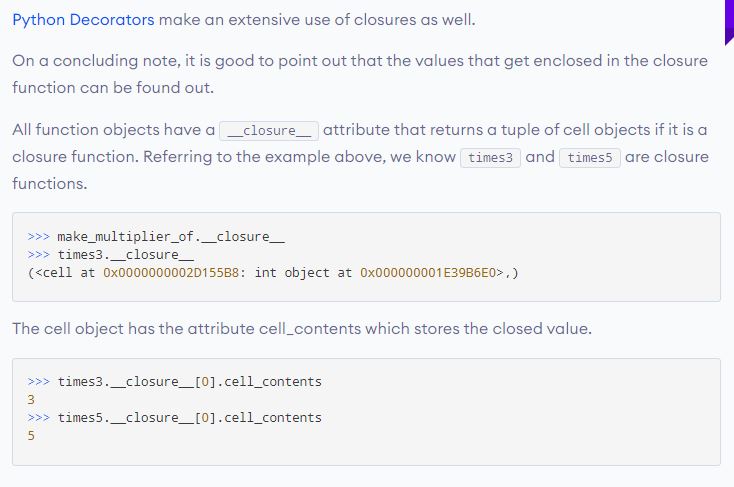 Python Decorators make an extensive use of closures as well.
On a concluding note, it is good to point out that the values that get enclosed in the closure
function can be found out.
All function objects have a __closure__ attribute that returns a tuple of cell objects if it is a
closure function. Referring to the example above, we know times3 and times5 are closure
functions.
>>> make_multiplier_of.__closure__
>>> times3.__closure__
(<cell at 0x0000000002D155B8: int object at 0x000000001E39B6E0>,)
The cell object has the attribute cell_contents which stores the closed value.
>>> times3.__closure__[0].cell_contents
3
>>> times5.__closure__[0].cell_contents
5